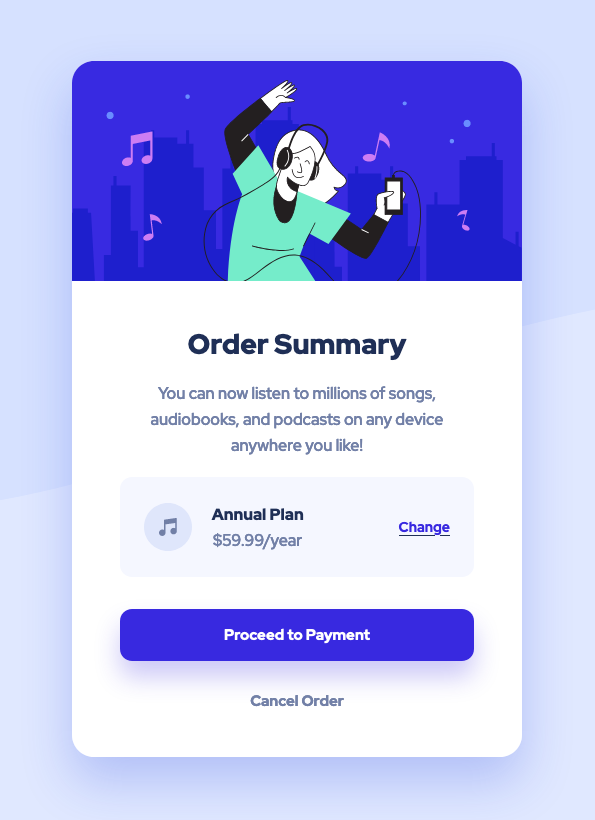 Order Summary
You can now listen to millions of songs,
audiobooks, and podcasts on any device
anywhere you like!
Annual Plan
$59.99/year
Change
Proceed to Payment
Cancel Order